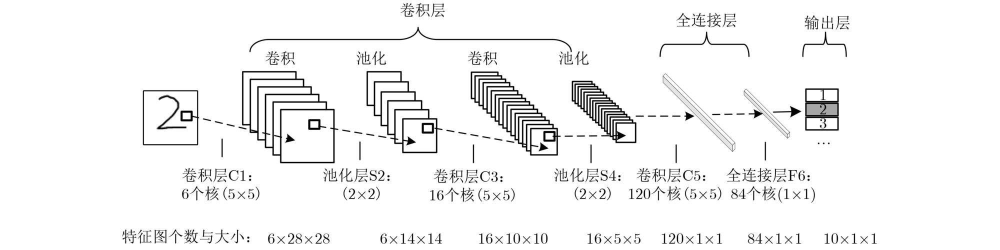 卷积层
全连接层
输出层
卷积
池化
卷积
池化
2
1
2
3
...
卷积层C1：
6个核(5×5)
池化层S2：
(2×2)
卷积层C3：
16个核(5×5)
池化层S4：
(2×2)
卷积层C5：
120个核(5×5)
全连接层F6：
84个核(1×1)
特征图个数与大小： 6×28×28 6×14×14 16×10×10 16×5×5 120×1×1 84×1×1 10×1×1